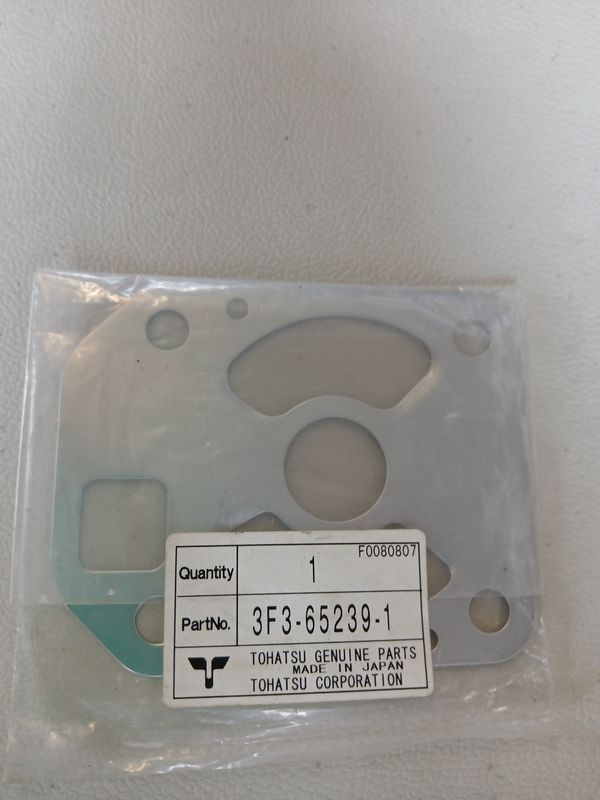 F0080807
Quantity 1
PartNo. 3F3-65239-1
TOHATSU GENUINE PARTS
MADE IN JAPAN
TOHATSU CORPORATION